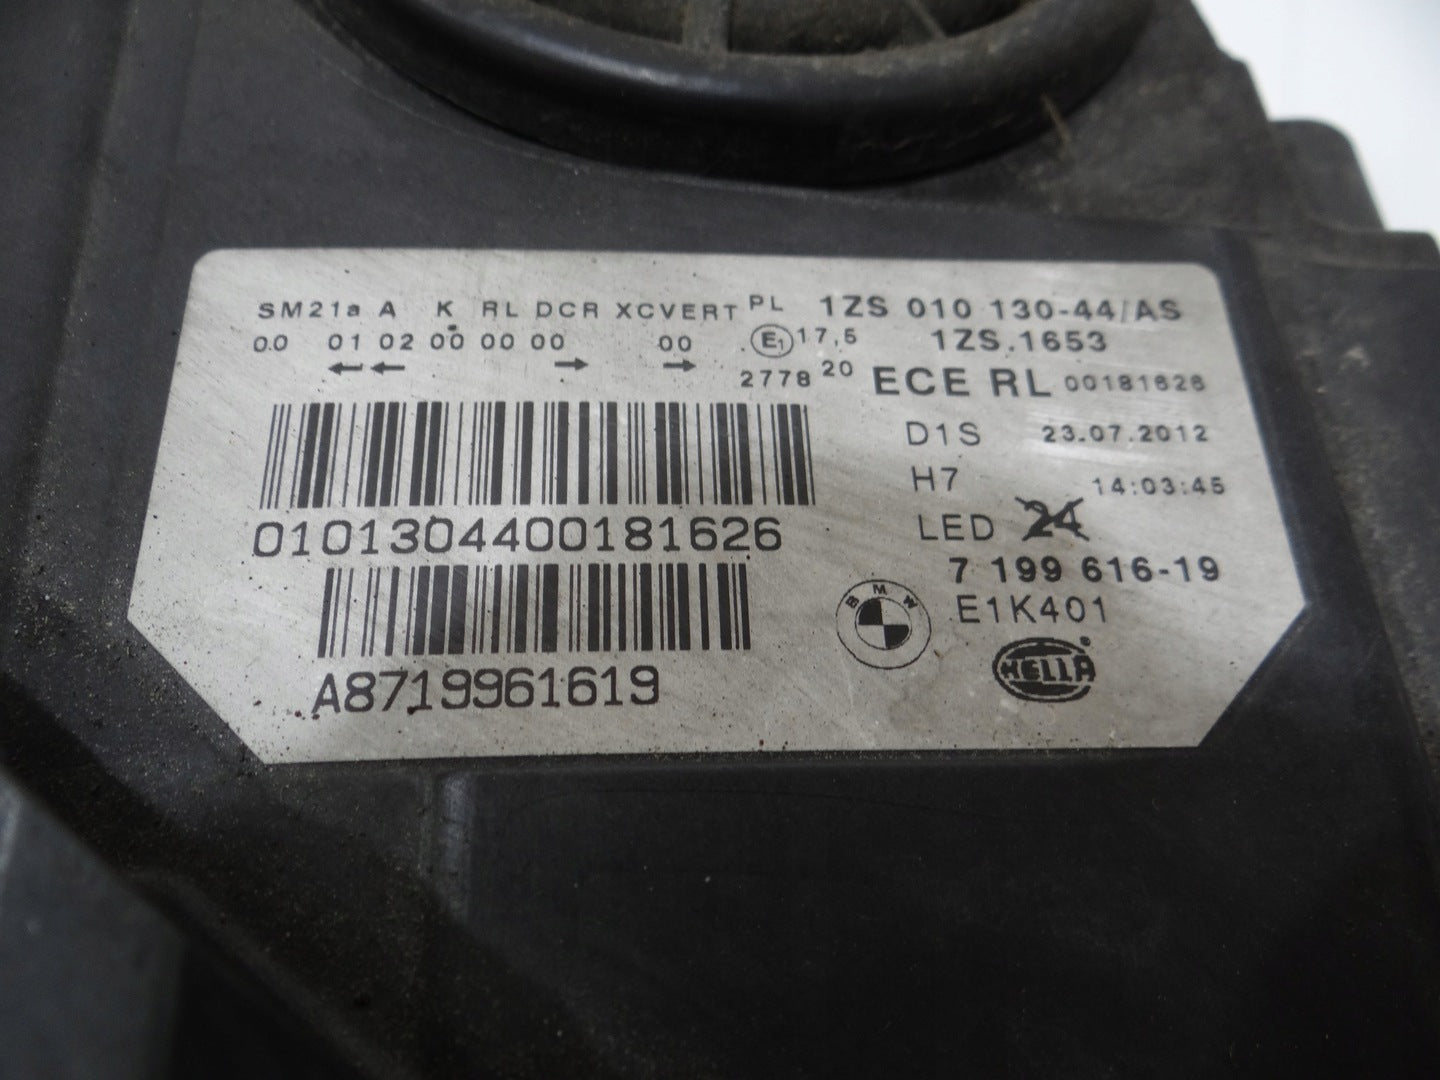 SM21a A K RL DCR XCVERT PL 1ZS 010 130-44/AS
00 01 02 00 00 00 00 E1 17,5 1ZS.1653
← ← → → 2778 20 ECE RL 00181626
D1S 23.07.2012
H7 14:03:45
0101304400181626 LED 24
7 199 616-19
BMW E1K401
A8719961619 HELLA®